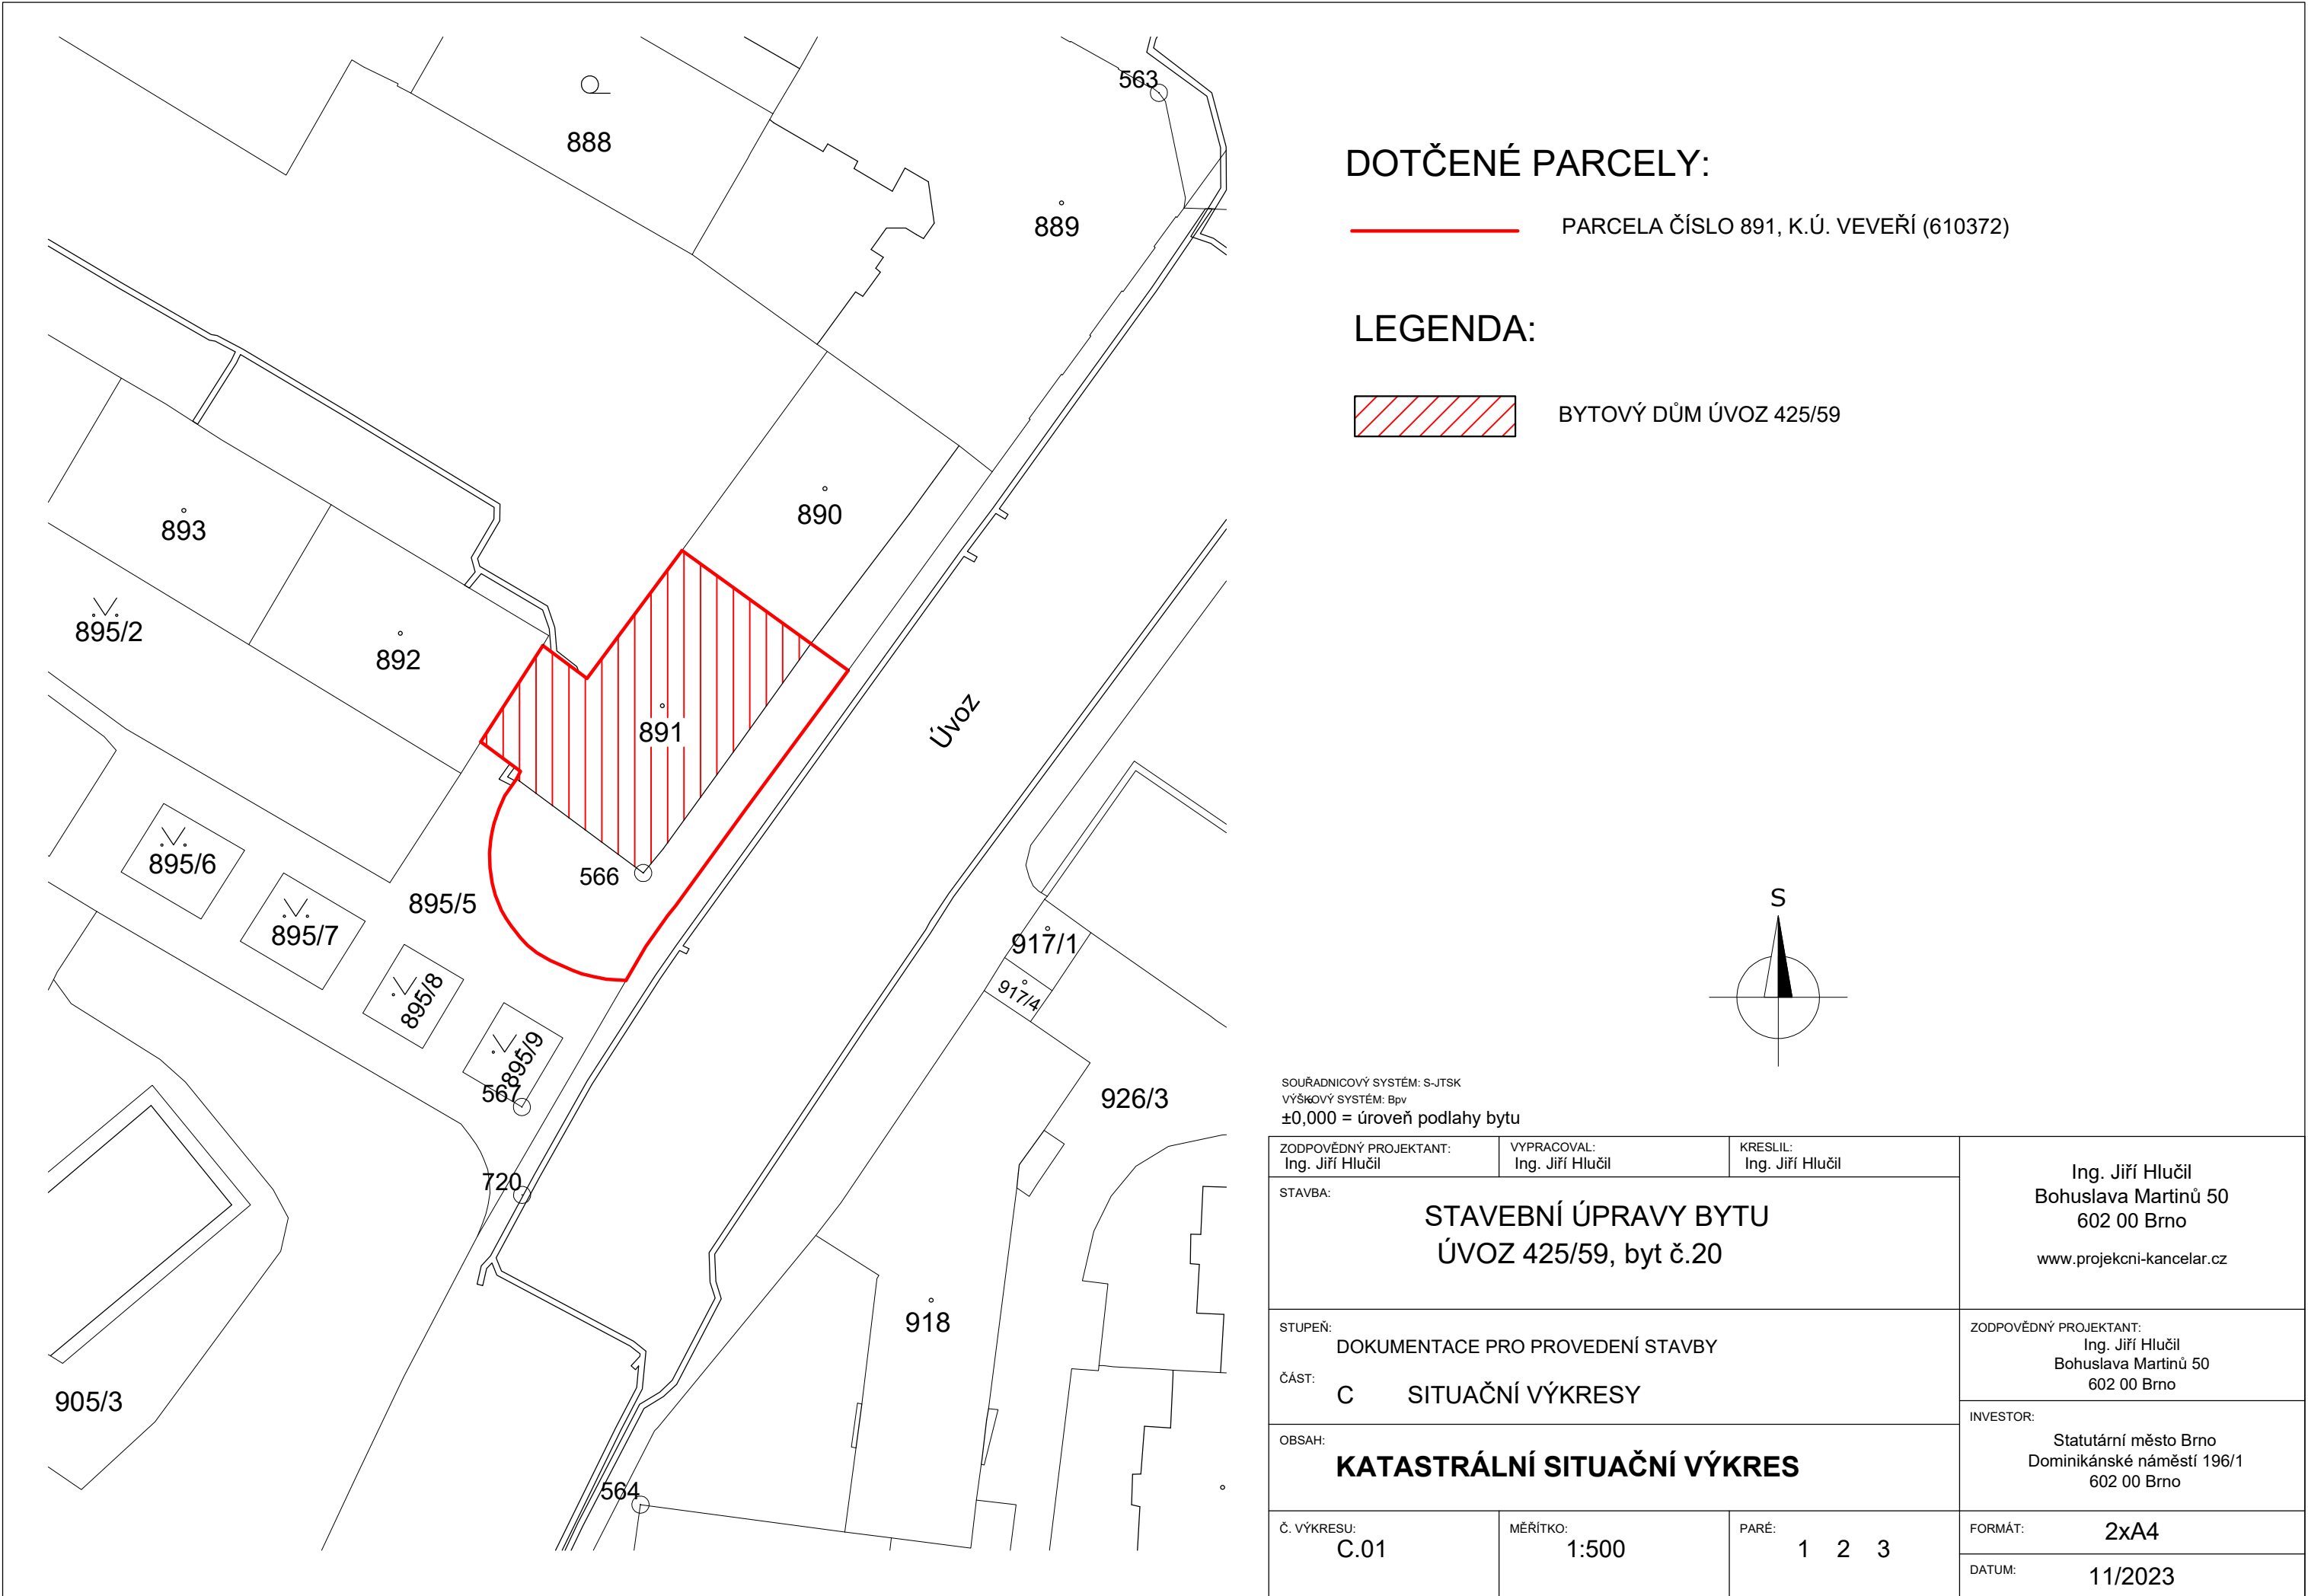 563
888
889
890
893
895/2
892
891
Úvoz
895/6
566
895/5
895/7
917/1
895/8
917/4
895/9
567
926/3
720
918
905/3
564
DOTČENÉ PARCELY:
PARCELA ČÍSLO 891, K.Ú. VEVEŘÍ (610372)
LEGENDA:
BYTOVÝ DŮM ÚVOZ 425/59
S
SOUŘADNICOVÝ SYSTÉM: S-JTSK
VÝŠKOVÝ SYSTÉM: Bpv
±0,000 = úroveň podlahy bytu
ZODPOVĚDNÝ PROJEKTANT:
Ing. Jiří Hlučil
VYPRACOVAL:
Ing. Jiří Hlučil
KRESLIL:
Ing. Jiří Hlučil
Ing. Jiří Hlučil
Bohuslava Martinů 50
602 00 Brno
www.projekcni-kancelar.cz
STAVBA:
STAVEBNÍ ÚPRAVY BYTU
ÚVOZ 425/59, byt č.20
STUPEŇ:
DOKUMENTACE PRO PROVEDENÍ STAVBY
ČÁST:
C SITUAČNÍ VÝKRESY
ZODPOVĚDNÝ PROJEKTANT:
Ing. Jiří Hlučil
Bohuslava Martinů 50
602 00 Brno
OBSAH:
KATASTRÁLNÍ SITUAČNÍ VÝKRES
INVESTOR:
Statutární město Brno
Dominikánské náměstí 196/1
602 00 Brno
Č. VÝKRESU:
C.01
MĚŘÍTKO:
1:500
PARÉ:
1 2 3
FORMÁT:
2xA4
DATUM:
11/2023